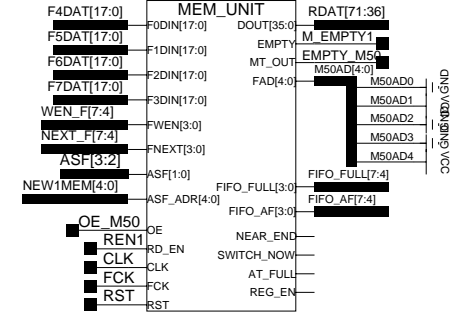 MEM_UNIT
F4DAT[17:0]
F0DIN[17:0]
F5DAT[17:0]
F1DIN[17:0]
F6DAT[17:0]
F2DIN[17:0]
F7DAT[17:0]
F3DIN[17:0]
WEN_F[7:4]
FWEN[3:0]
NEXT_F[7:4]
FNEXT[3:0]
ASF[3:2]
ASF[1:0]
NEW1MEM[4:0]
ASF_ADR[4:0]
OE_M50
OE
REN1
RD_EN
CLK
CLK
FCK
FCK
RST
RST
RDAT[71:36]
DOUT[35:0]
M_EMPTY1
EMPTY
EMPTY_M50
MT_OUT
M50AD[4:0]
FAD[4:0]
M50AD0
GND
M50AD1
VCC
M50AD2
GND
M50AD3
GND
M50AD4
VCC
FIFO_FULL[7:4]
FIFO_FULL[3:0]
FIFO_AF[7:4]
FIFO_AF[3:0]
NEAR_END
SWITCH_NOW
AT_FULL
REG_EN